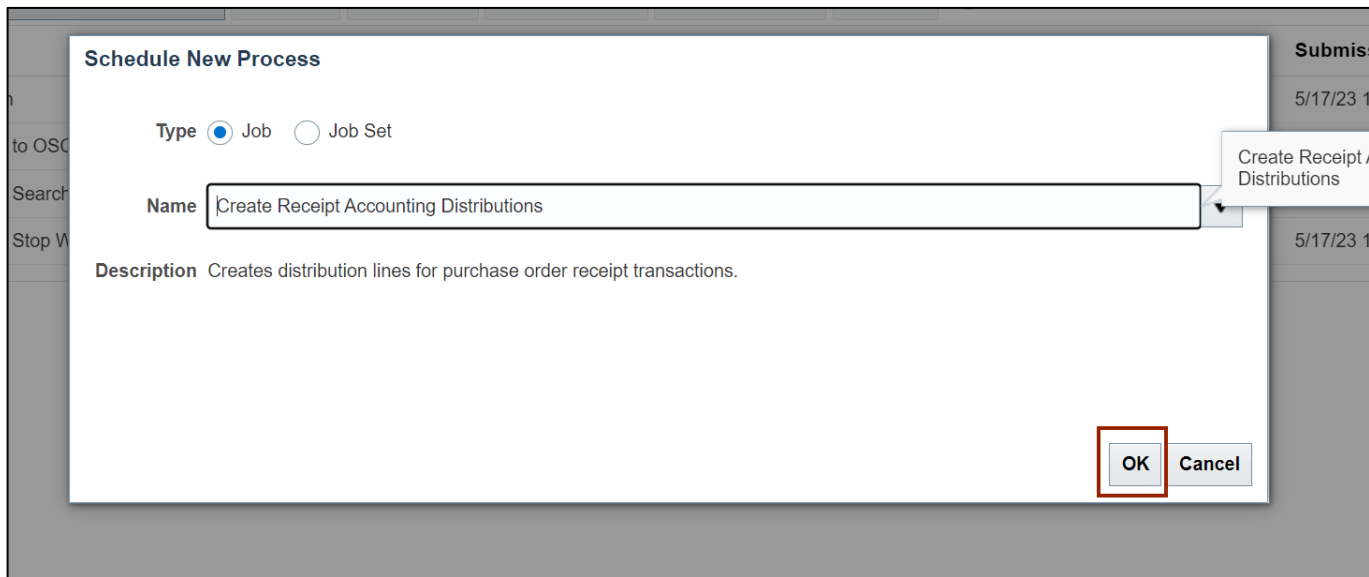 Schedule New Process
Submiss
5/17/23 1
Type Job Job Set
to OSC
Create Receipt
Distributions
Search
Name Create Receipt Accounting Distributions
Stop W
5/17/23 1
Description Creates distribution lines for purchase order receipt transactions.
OK Cancel